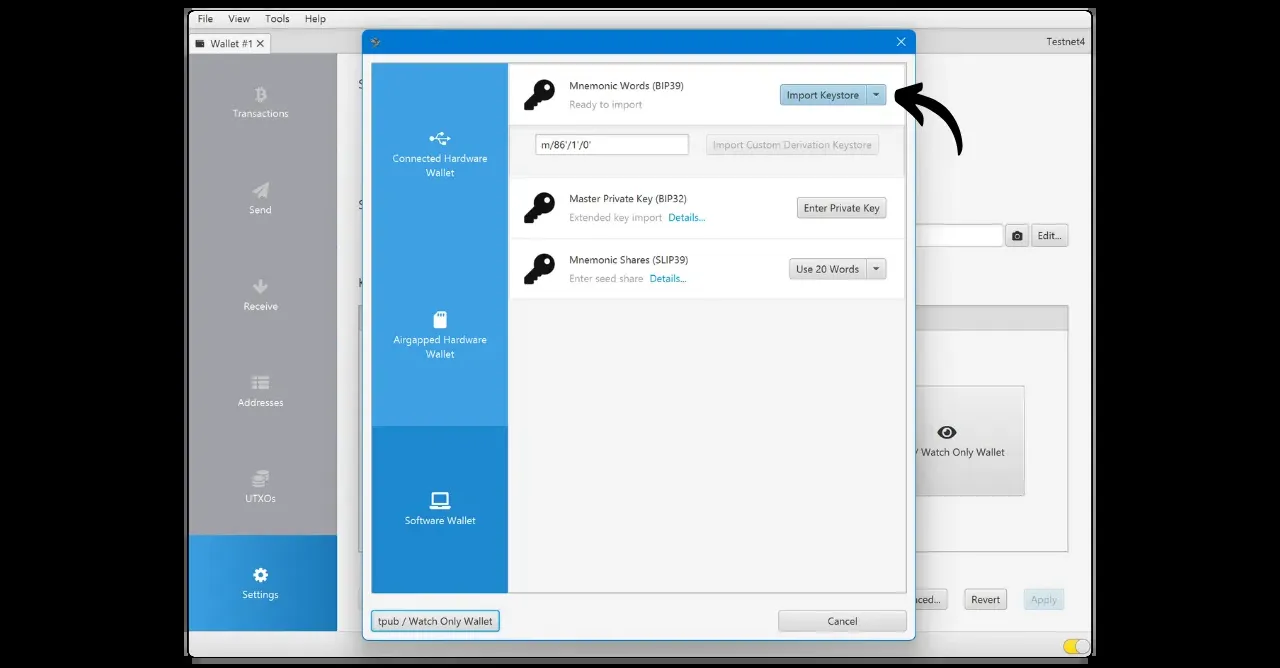 File View Tools Help
Wallet #1
Testnet4
Transactions
Send
Receive
Addresses
UTXOs
Settings
Connected Hardware
Wallet
Airgapped Hardware
Wallet
Software Wallet
Mnemonic Words (BIP39)
Ready to import
Import Keystore
m/86'/1'/0'
Import Custom Derivation Keystore
Master Private Key (BIP32)
Extended key import Details...
Enter Private Key
Mnemonic Shares (SLIP39)
Enter seed share Details...
Use 20 Words
tpub / Watch Only Wallet
Cancel
Edit...
/ Watch Only Wallet
ced...
Revert
Apply